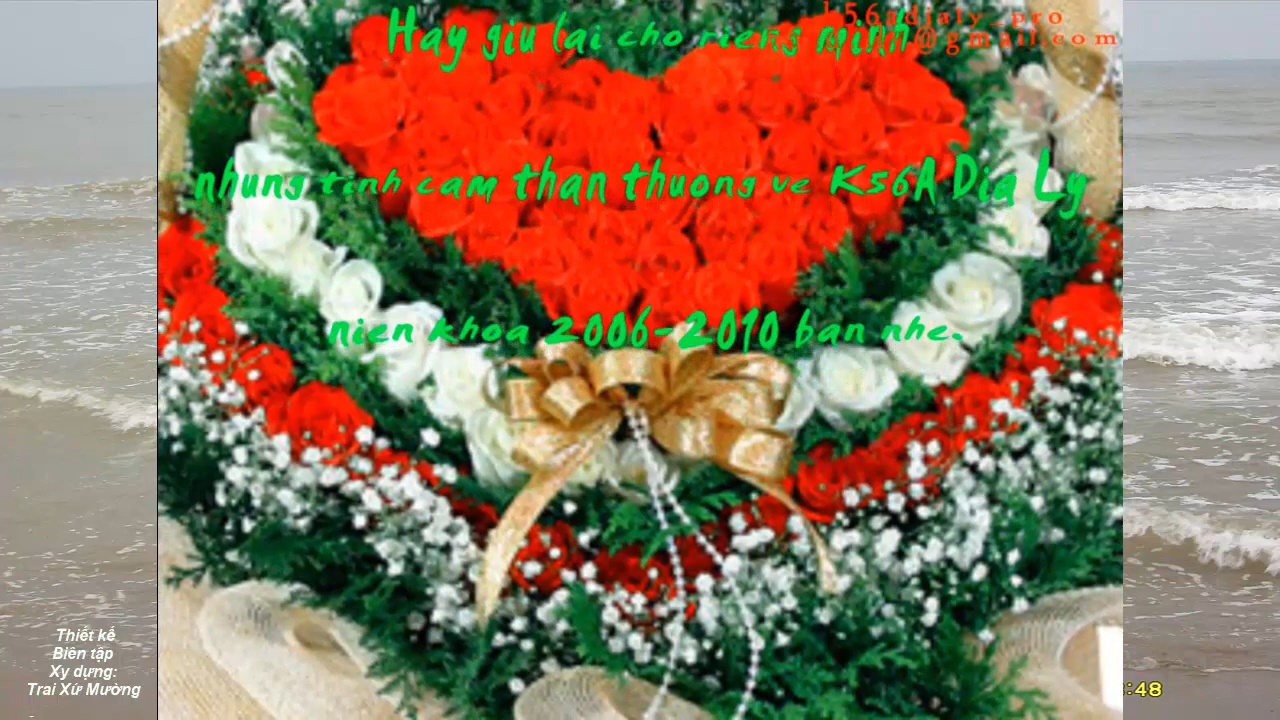 k56adialy_pro
@gmail.com
Hay giu lai cho rieng minh
nhung tinh cam than thuong ve K56A Dia Ly
nien khoa 2006-2010 ban nhe.
Thiết kế
Biên tập
Xy dựng:
Trai Xứ Mường
:48